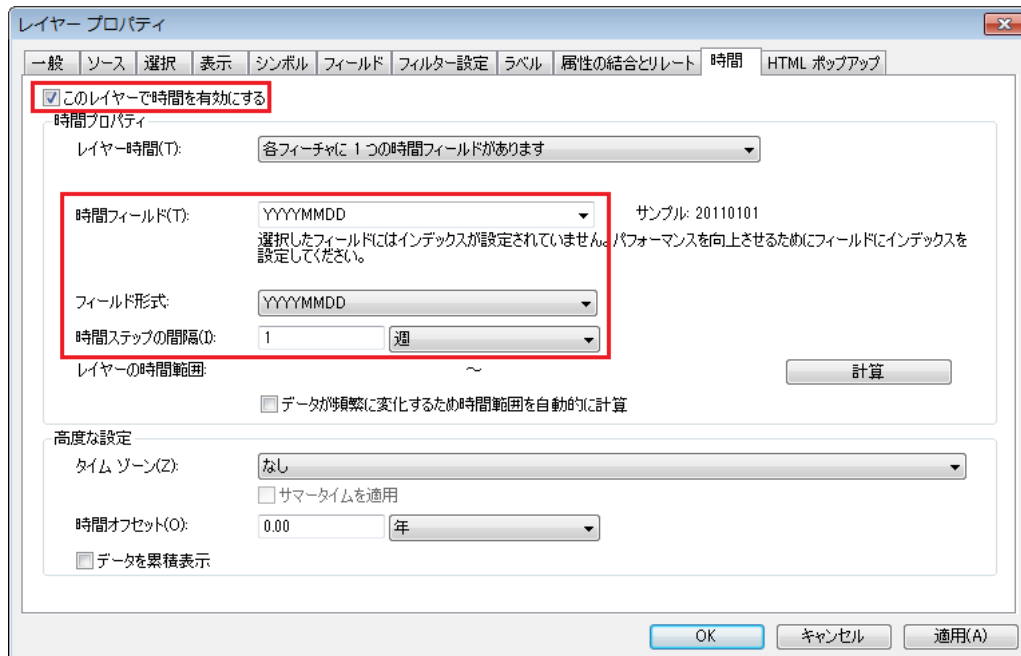 レイヤー プロパティ
一般 ソース 選択 表示 シンボル フィールド フィルター設定 ラベル 属性の結合とリレート 時間 HTML ポップアップ
このレイヤーで時間を有効にする
時間プロパティ
レイヤー時間(T): 各フィーチャに 1 つの時間フィールドがあります
時間フィールド(T): YYYYMMDD サンプル: 20110101
選択したフィールドにはインデックスが設定されていません。パフォーマンスを向上させるためにフィールドにインデックスを
設定してください。
フィールド形式: YYYYMMDD
時間ステップの間隔(I): 1 週
レイヤーの時間範囲: ～ 計算
データが頻繁に変化するため時間範囲を自動的に計算
高度な設定
タイム ゾーン(Z): なし
サマータイムを適用
時間オフセット(O): 0.00 年
データを累積表示
OK キャンセル 適用(A)